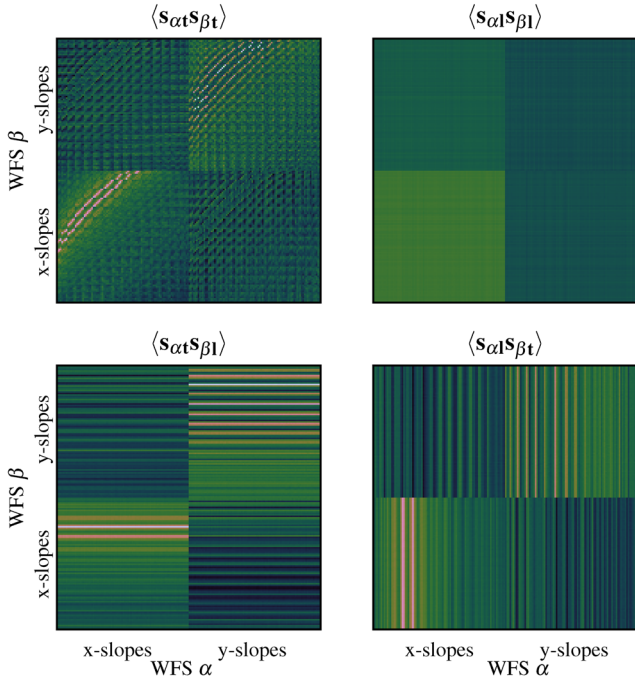 ⟨s_αt s_βt⟩
⟨s_αl s_βl⟩
y-slopes
WFS β
x-slopes
⟨s_αt s_βl⟩
⟨s_αl s_βt⟩
y-slopes
WFS β
x-slopes
x-slopes y-slopes
WFS α
x-slopes y-slopes
WFS α